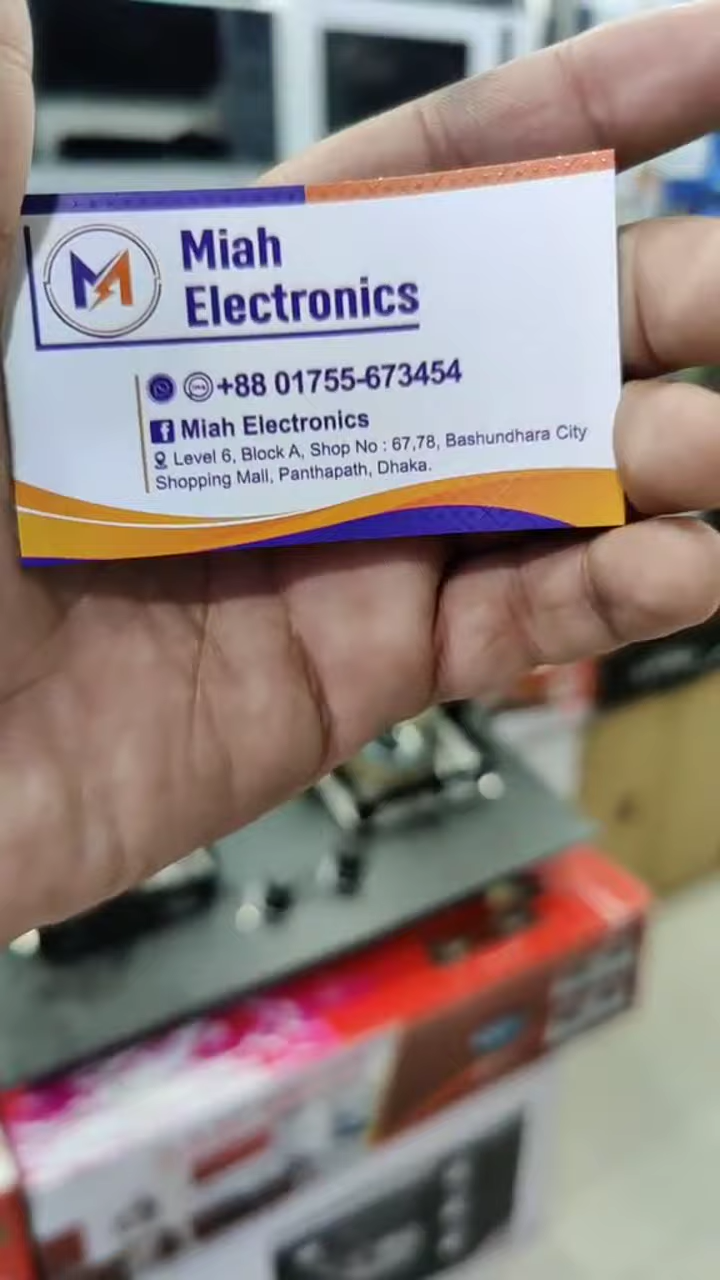 Miah
Electronics
+88 01755-673454
Miah Electronics
Level 6, Block A, Shop No : 67,78, Bashundhara City
Shopping Mall, Panthapath, Dhaka.